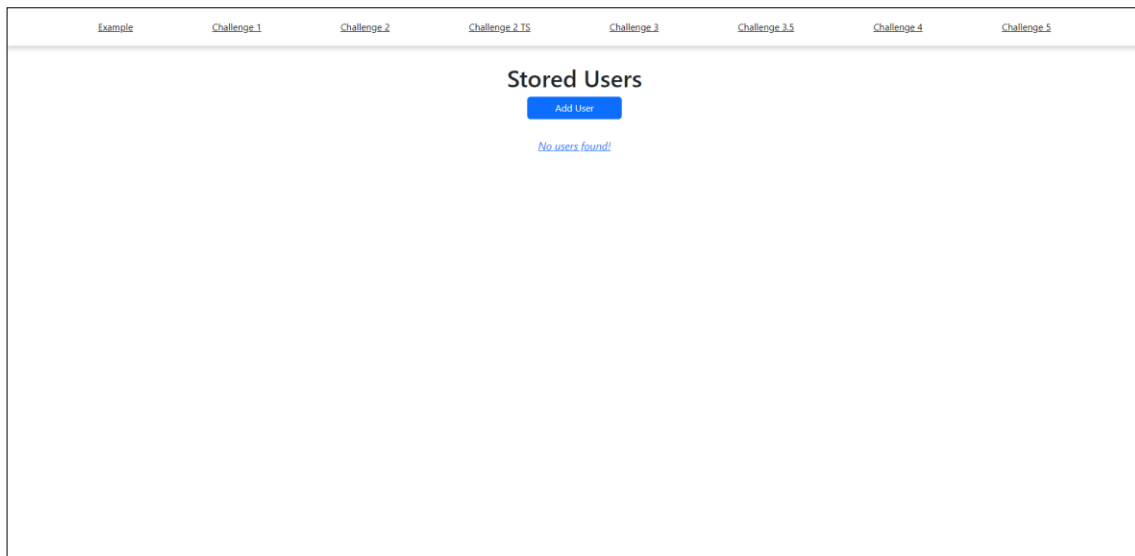 Example Challenge 1 Challenge 2 Challenge 2 TS Challenge 3 Challenge 3.5 Challenge 4 Challenge 5
Stored Users
Add User
No users found!